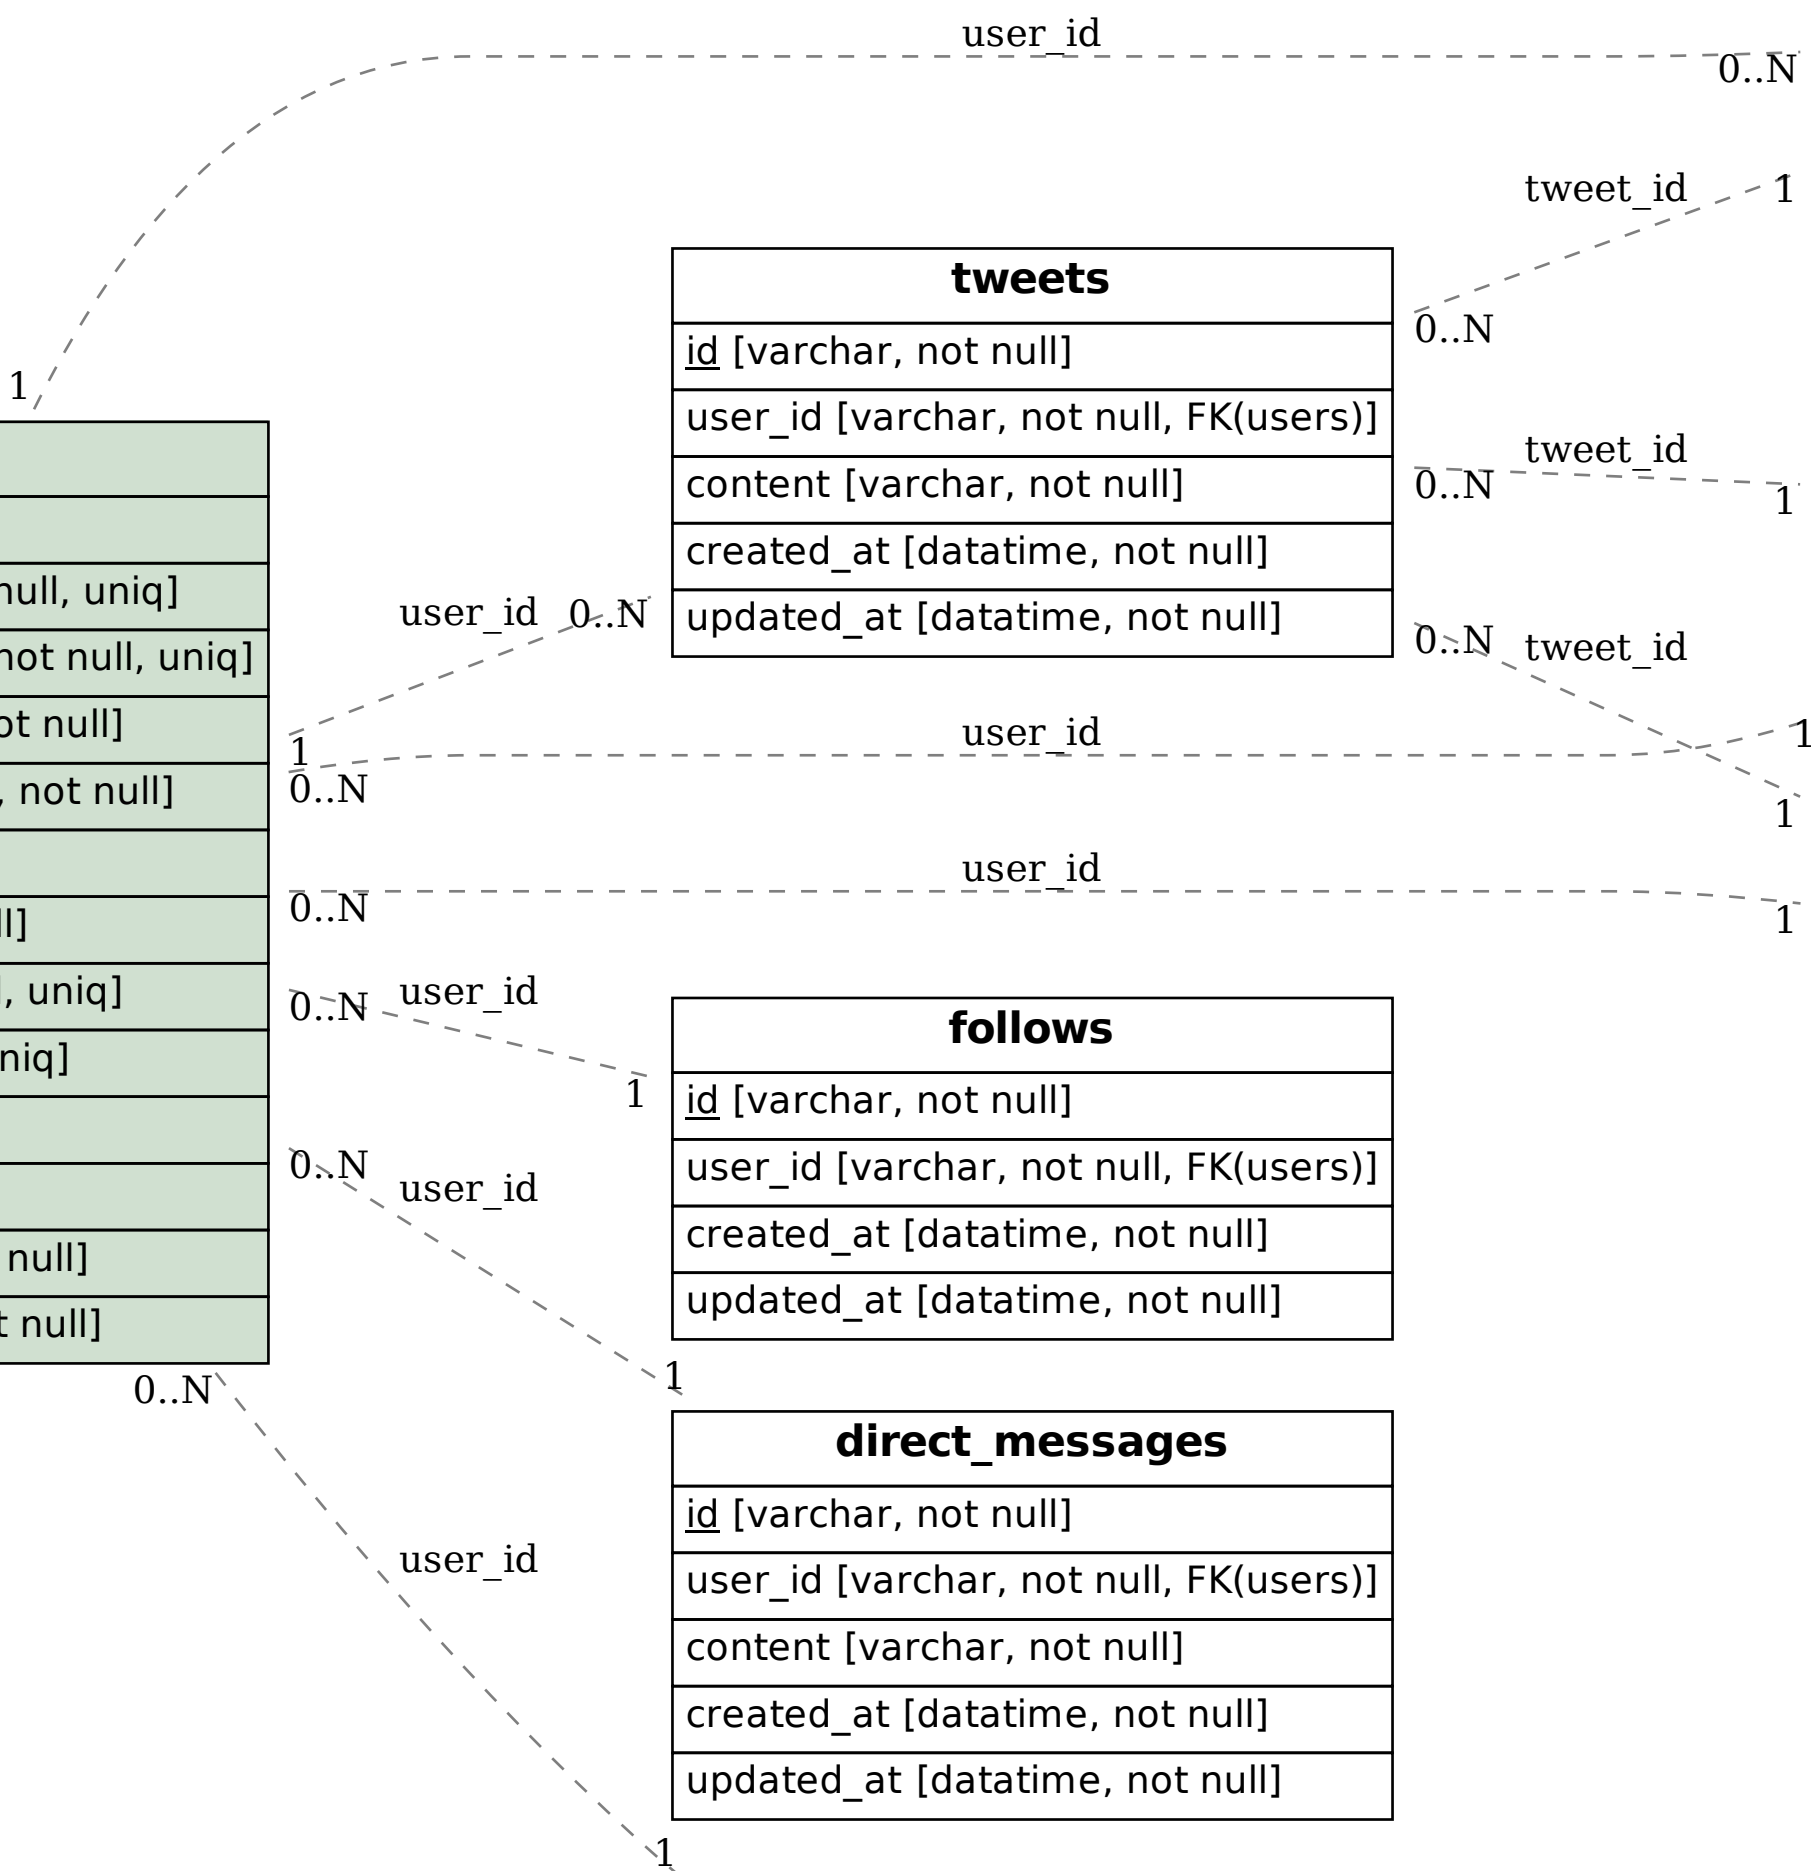 user_id
0..N
tweet_id
1
tweets
0..N
id [varchar, not null]
1
user_id [varchar, not null, FK(users)]
tweet_id
content [varchar, not null]
0..N
1
created_at [datatime, not null]
null, uniq]
user_id
0..N
updated_at [datatime, not null]
0..N
tweet_id
not null, uniq]
ot null]
user_id
1
1
, not null]
0..N
1
user_id
0..N
1
ll]
, uniq]
0..N
user_id
follows
niq]
1
id [varchar, not null]
0..N
user_id
user_id [varchar, not null, FK(users)]
null]
created_at [datatime, not null]
t null]
updated_at [datatime, not null]
0..N
1
direct_messages
id [varchar, not null]
user_id
user_id [varchar, not null, FK(users)]
content [varchar, not null]
created_at [datatime, not null]
updated_at [datatime, not null]
1